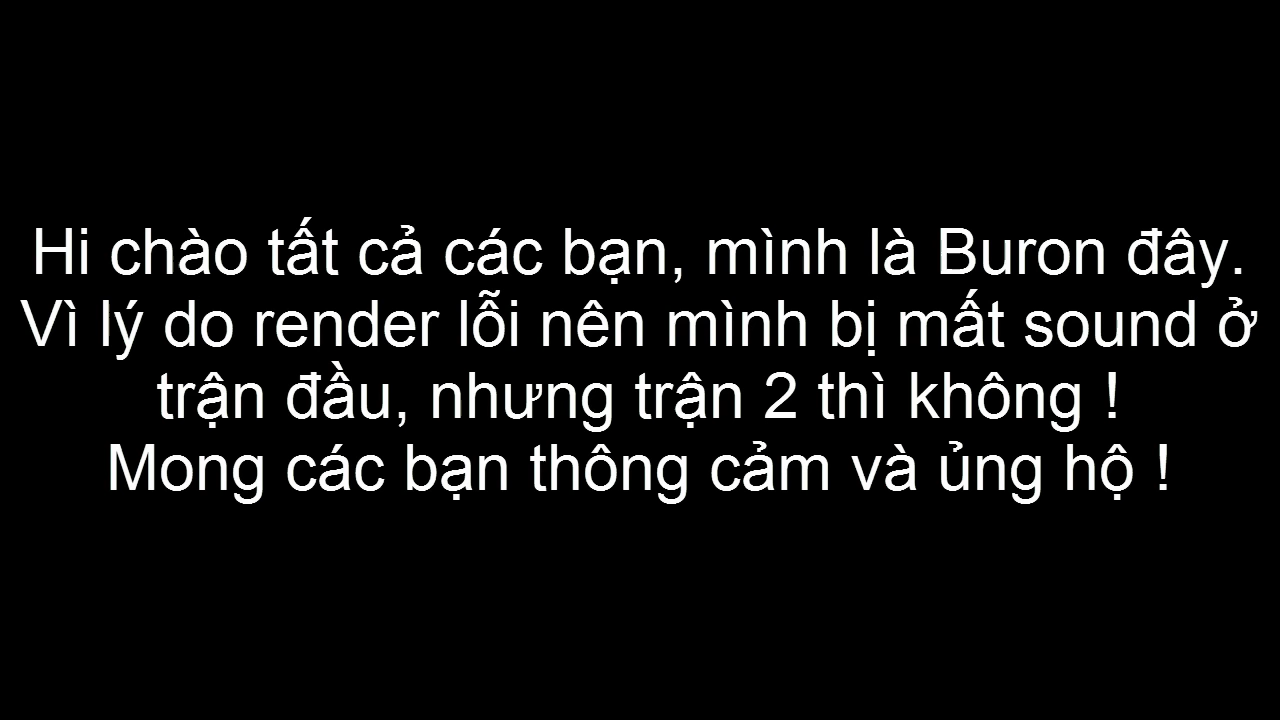 Hi chào tất cả các bạn, mình là Buron đây.
Vì lý do render lỗi nên mình bị mất sound ở
trận đầu, nhưng trận 2 thì không !
Mong các bạn thông cảm và ủng hộ !